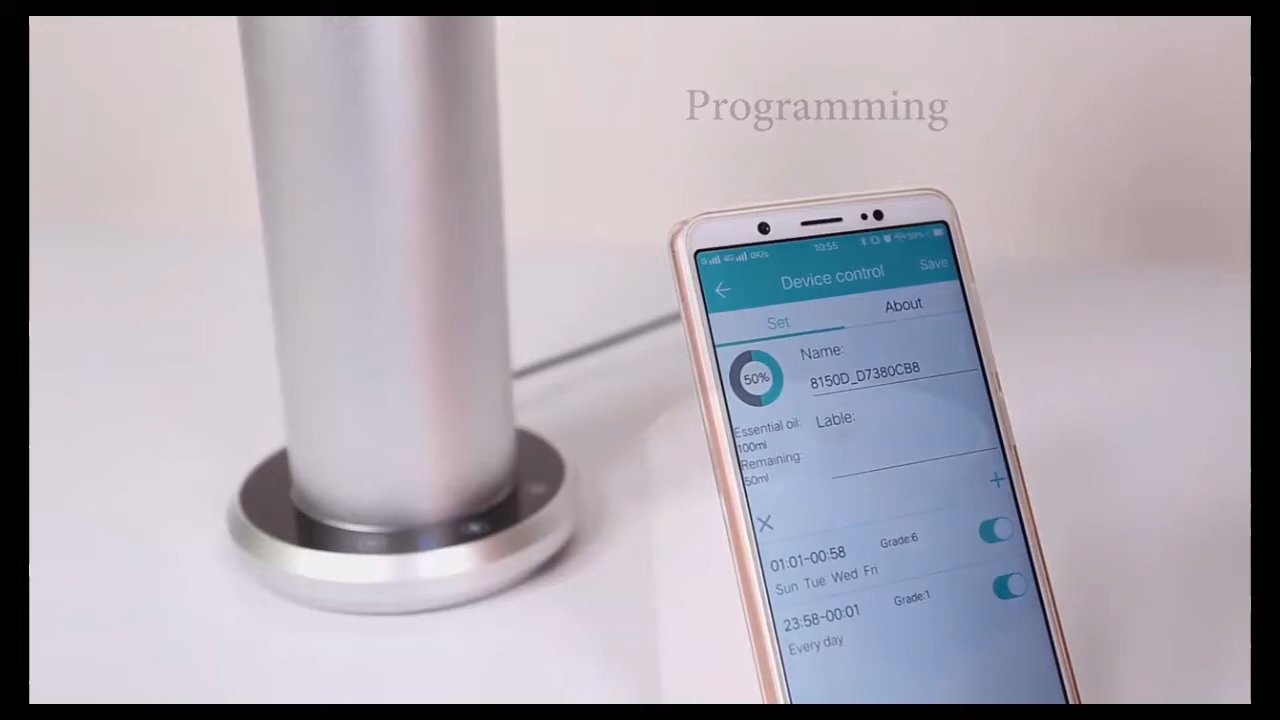 Programming
10:55
Device control
Save
Set
About
50%
Name:
8150D_D7380CB8
Essential oil:
100ml
Remaining:
50ml
Lable:
01:01-00:58
Grade:6
Sun Tue Wed Fri
23:58-00:01
Grade:1
Every day